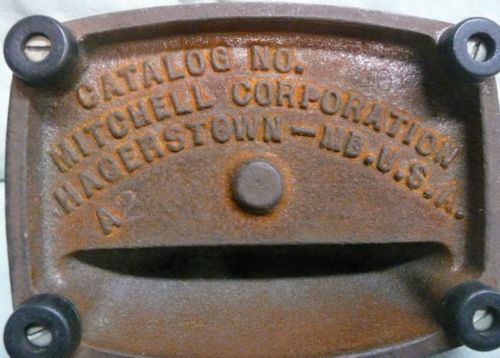 CATALOG NO.
MITCHELL CORPORATION
HAGERSTOWN — MD. U.S.A.
A2